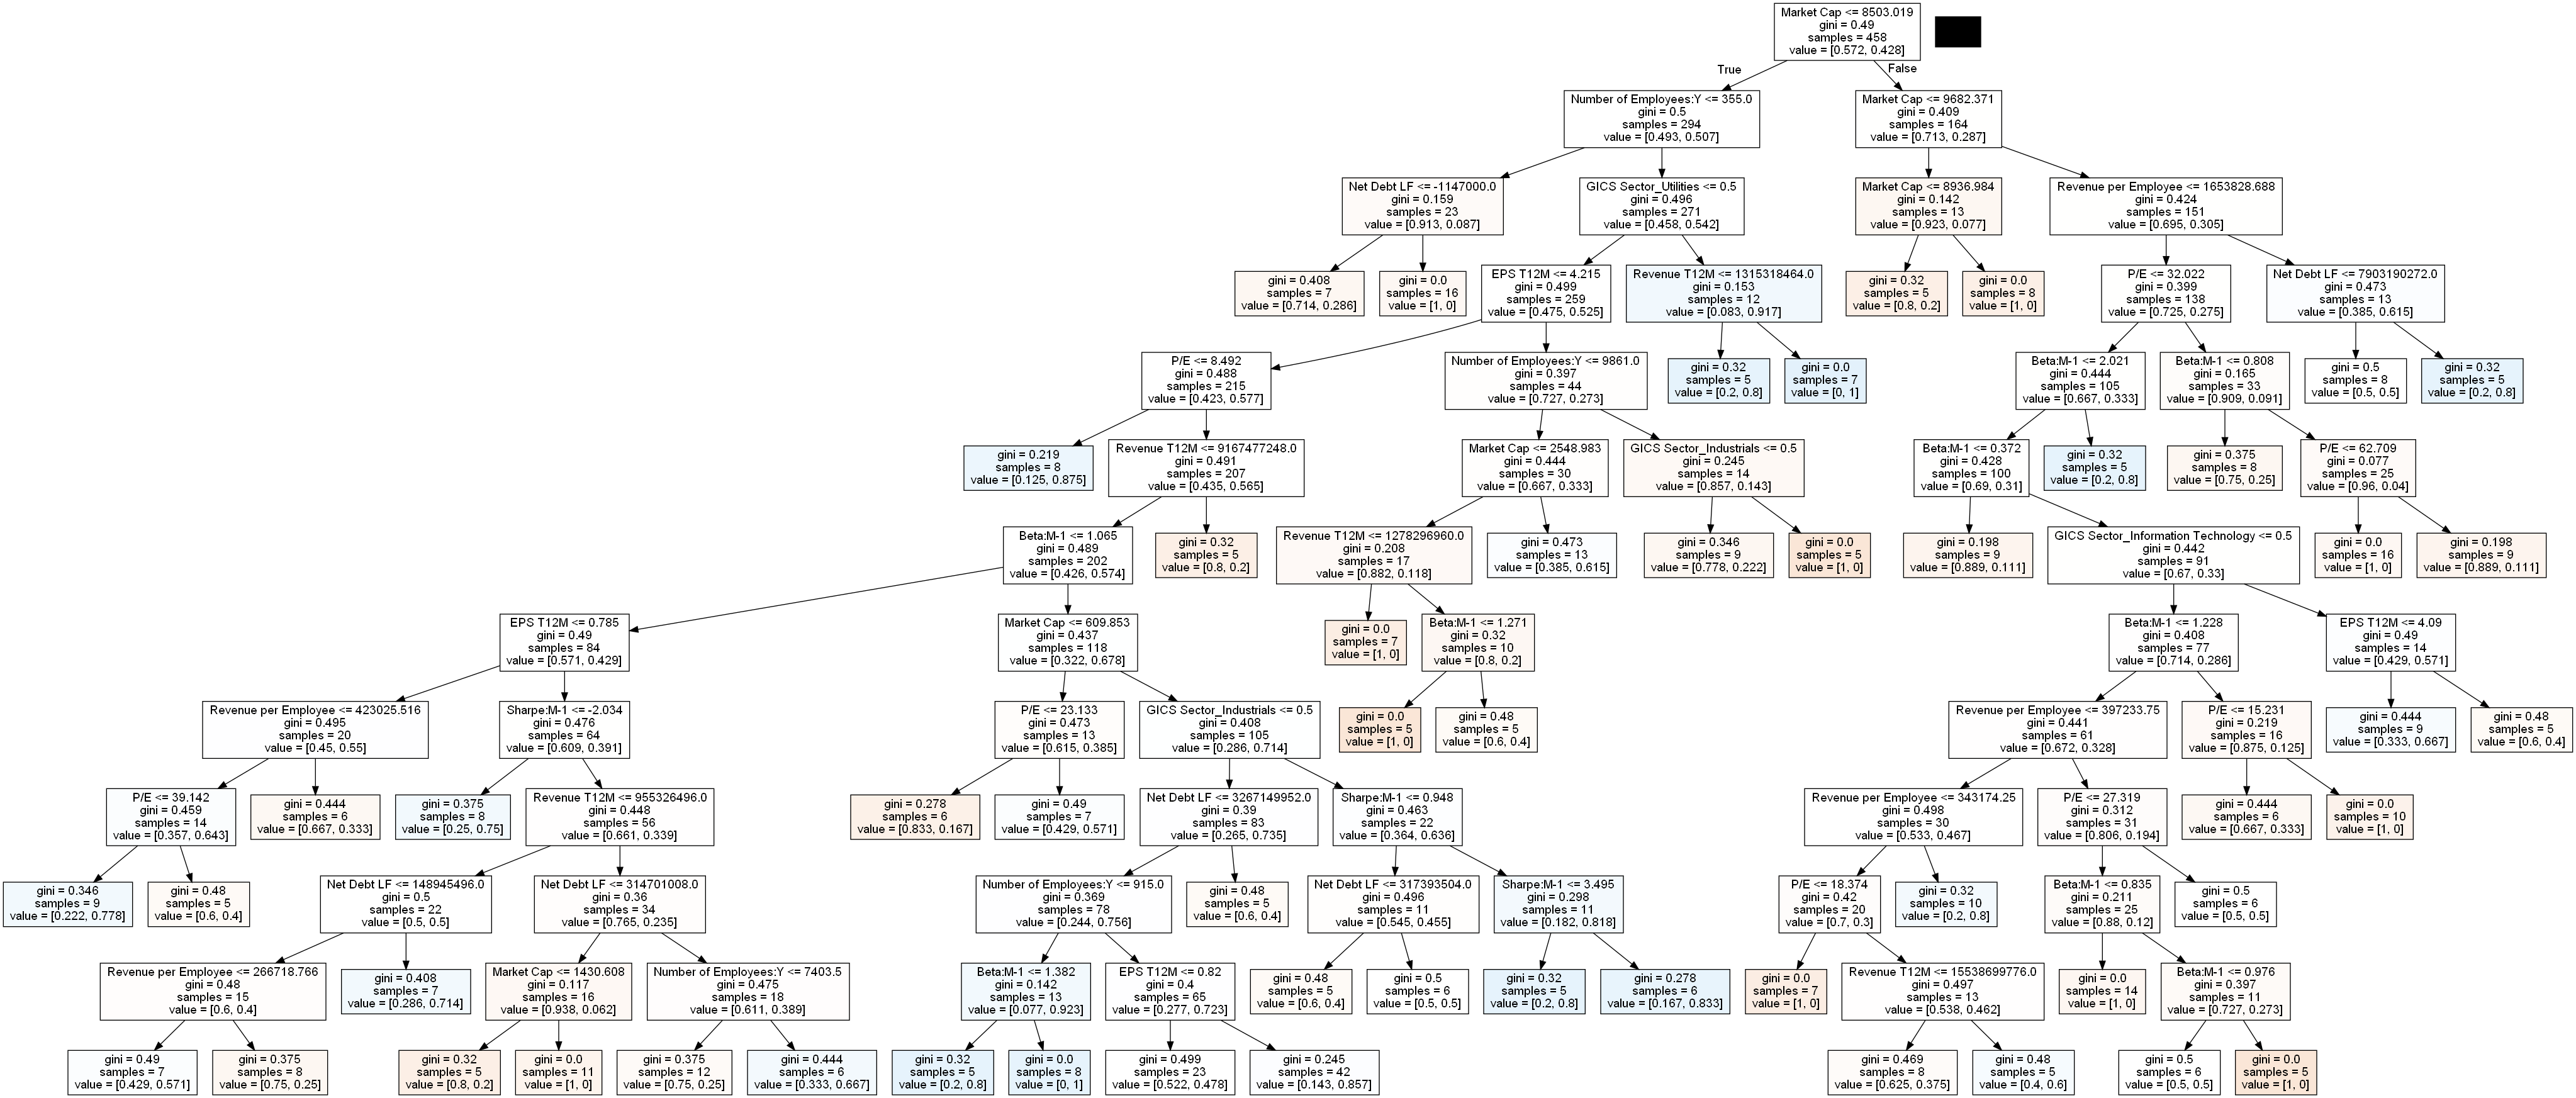 Market Cap <= 8503.019
gini = 0.49
samples = 458
value = [0.572, 0.428]
True
False
Number of Employees:Y <= 355.0
gini = 0.5
samples = 294
value = [0.493, 0.507]
Market Cap <= 9682.371
gini = 0.409
samples = 164
value = [0.713, 0.287]
Net Debt LF <= -1147000.0
gini = 0.159
samples = 23
value = [0.913, 0.087]
GICS Sector_Utilities <= 0.5
gini = 0.496
samples = 271
value = [0.458, 0.542]
Market Cap <= 8936.984
gini = 0.142
samples = 13
value = [0.923, 0.077]
Revenue per Employee <= 1653828.688
gini = 0.424
samples = 151
value = [0.695, 0.305]
gini = 0.408
samples = 7
value = [0.714, 0.286]
gini = 0.0
samples = 16
value = [1, 0]
EPS T12M <= 4.215
gini = 0.499
samples = 259
value = [0.475, 0.525]
Revenue T12M <= 1315318464.0
gini = 0.153
samples = 12
value = [0.083, 0.917]
gini = 0.32
samples = 5
value = [0.8, 0.2]
gini = 0.0
samples = 8
value = [1, 0]
P/E <= 32.022
gini = 0.399
samples = 138
value = [0.725, 0.275]
Net Debt LF <= 7903190272.0
gini = 0.473
samples = 13
value = [0.385, 0.615]
P/E <= 8.492
gini = 0.488
samples = 215
value = [0.423, 0.577]
Number of Employees:Y <= 9861.0
gini = 0.397
samples = 44
value = [0.727, 0.273]
gini = 0.32
samples = 5
value = [0.2, 0.8]
gini = 0.0
samples = 7
value = [0, 1]
Beta:M-1 <= 2.021
gini = 0.444
samples = 105
value = [0.667, 0.333]
Beta:M-1 <= 0.808
gini = 0.165
samples = 33
value = [0.909, 0.091]
gini = 0.5
samples = 8
value = [0.5, 0.5]
gini = 0.32
samples = 5
value = [0.2, 0.8]
gini = 0.219
samples = 8
value = [0.125, 0.875]
Revenue T12M <= 9167477248.0
gini = 0.491
samples = 207
value = [0.435, 0.565]
Market Cap <= 2548.983
gini = 0.444
samples = 30
value = [0.667, 0.333]
GICS Sector_Industrials <= 0.5
gini = 0.245
samples = 14
value = [0.857, 0.143]
Beta:M-1 <= 0.372
gini = 0.428
samples = 100
value = [0.69, 0.31]
gini = 0.32
samples = 5
value = [0.2, 0.8]
gini = 0.375
samples = 8
value = [0.75, 0.25]
P/E <= 62.709
gini = 0.077
samples = 25
value = [0.96, 0.04]
Beta:M-1 <= 1.065
gini = 0.489
samples = 202
value = [0.426, 0.574]
gini = 0.32
samples = 5
value = [0.8, 0.2]
Revenue T12M <= 1278296960.0
gini = 0.208
samples = 17
value = [0.882, 0.118]
gini = 0.473
samples = 13
value = [0.385, 0.615]
gini = 0.346
samples = 9
value = [0.778, 0.222]
gini = 0.0
samples = 5
value = [1, 0]
gini = 0.198
samples = 9
value = [0.889, 0.111]
GICS Sector_Information Technology <= 0.5
gini = 0.442
samples = 91
value = [0.67, 0.33]
gini = 0.0
samples = 16
value = [1, 0]
gini = 0.198
samples = 9
value = [0.889, 0.111]
EPS T12M <= 0.785
gini = 0.49
samples = 84
value = [0.571, 0.429]
Market Cap <= 609.853
gini = 0.437
samples = 118
value = [0.322, 0.678]
gini = 0.0
samples = 7
value = [1, 0]
Beta:M-1 <= 1.271
gini = 0.32
samples = 10
value = [0.8, 0.2]
Beta:M-1 <= 1.228
gini = 0.408
samples = 77
value = [0.714, 0.286]
EPS T12M <= 4.09
gini = 0.49
samples = 14
value = [0.429, 0.571]
Revenue per Employee <= 423025.516
gini = 0.495
samples = 20
value = [0.45, 0.55]
Sharpe:M-1 <= -2.034
gini = 0.476
samples = 64
value = [0.609, 0.391]
P/E <= 23.133
gini = 0.473
samples = 13
value = [0.615, 0.385]
GICS Sector_Industrials <= 0.5
gini = 0.408
samples = 105
value = [0.286, 0.714]
gini = 0.0
samples = 5
value = [1, 0]
gini = 0.48
samples = 5
value = [0.6, 0.4]
Revenue per Employee <= 397233.75
gini = 0.441
samples = 61
value = [0.672, 0.328]
P/E <= 15.231
gini = 0.219
samples = 16
value = [0.875, 0.125]
gini = 0.444
samples = 9
value = [0.333, 0.667]
gini = 0.48
samples = 5
value = [0.6, 0.4]
P/E <= 39.142
gini = 0.459
samples = 14
value = [0.357, 0.643]
gini = 0.444
samples = 6
value = [0.667, 0.333]
gini = 0.375
samples = 8
value = [0.25, 0.75]
Revenue T12M <= 955326496.0
gini = 0.448
samples = 56
value = [0.661, 0.339]
gini = 0.278
samples = 6
value = [0.833, 0.167]
gini = 0.49
samples = 7
value = [0.429, 0.571]
Net Debt LF <= 3267149952.0
gini = 0.39
samples = 83
value = [0.265, 0.735]
Sharpe:M-1 <= 0.948
gini = 0.463
samples = 22
value = [0.364, 0.636]
Revenue per Employee <= 343174.25
gini = 0.498
samples = 30
value = [0.533, 0.467]
P/E <= 27.319
gini = 0.312
samples = 31
value = [0.806, 0.194]
gini = 0.444
samples = 6
value = [0.667, 0.333]
gini = 0.0
samples = 10
value = [1, 0]
gini = 0.346
samples = 9
value = [0.222, 0.778]
gini = 0.48
samples = 5
value = [0.6, 0.4]
Net Debt LF <= 148945496.0
gini = 0.5
samples = 22
value = [0.5, 0.5]
Net Debt LF <= 314701008.0
gini = 0.36
samples = 34
value = [0.765, 0.235]
Number of Employees:Y <= 915.0
gini = 0.369
samples = 78
value = [0.244, 0.756]
gini = 0.48
samples = 5
value = [0.6, 0.4]
Net Debt LF <= 317393504.0
gini = 0.496
samples = 11
value = [0.545, 0.455]
Sharpe:M-1 <= 3.495
gini = 0.298
samples = 11
value = [0.182, 0.818]
P/E <= 18.374
gini = 0.42
samples = 20
value = [0.7, 0.3]
gini = 0.32
samples = 10
value = [0.2, 0.8]
Beta:M-1 <= 0.835
gini = 0.211
samples = 25
value = [0.88, 0.12]
gini = 0.5
samples = 6
value = [0.5, 0.5]
Revenue per Employee <= 266718.766
gini = 0.48
samples = 15
value = [0.6, 0.4]
gini = 0.408
samples = 7
value = [0.286, 0.714]
Market Cap <= 1430.608
gini = 0.117
samples = 16
value = [0.938, 0.062]
Number of Employees:Y <= 7403.5
gini = 0.475
samples = 18
value = [0.611, 0.389]
Beta:M-1 <= 1.382
gini = 0.142
samples = 13
value = [0.077, 0.923]
EPS T12M <= 0.82
gini = 0.4
samples = 65
value = [0.277, 0.723]
gini = 0.48
samples = 5
value = [0.6, 0.4]
gini = 0.5
samples = 6
value = [0.5, 0.5]
gini = 0.32
samples = 5
value = [0.2, 0.8]
gini = 0.278
samples = 6
value = [0.167, 0.833]
gini = 0.0
samples = 7
value = [1, 0]
Revenue T12M <= 15538699776.0
gini = 0.497
samples = 13
value = [0.538, 0.462]
gini = 0.0
samples = 14
value = [1, 0]
Beta:M-1 <= 0.976
gini = 0.397
samples = 11
value = [0.727, 0.273]
gini = 0.49
samples = 7
value = [0.429, 0.571]
gini = 0.375
samples = 8
value = [0.75, 0.25]
gini = 0.32
samples = 5
value = [0.8, 0.2]
gini = 0.0
samples = 11
value = [1, 0]
gini = 0.375
samples = 12
value = [0.75, 0.25]
gini = 0.444
samples = 6
value = [0.333, 0.667]
gini = 0.32
samples = 5
value = [0.2, 0.8]
gini = 0.0
samples = 8
value = [0, 1]
gini = 0.499
samples = 23
value = [0.522, 0.478]
gini = 0.245
samples = 42
value = [0.143, 0.857]
gini = 0.469
samples = 8
value = [0.625, 0.375]
gini = 0.48
samples = 5
value = [0.4, 0.6]
gini = 0.5
samples = 6
value = [0.5, 0.5]
gini = 0.0
samples = 5
value = [1, 0]